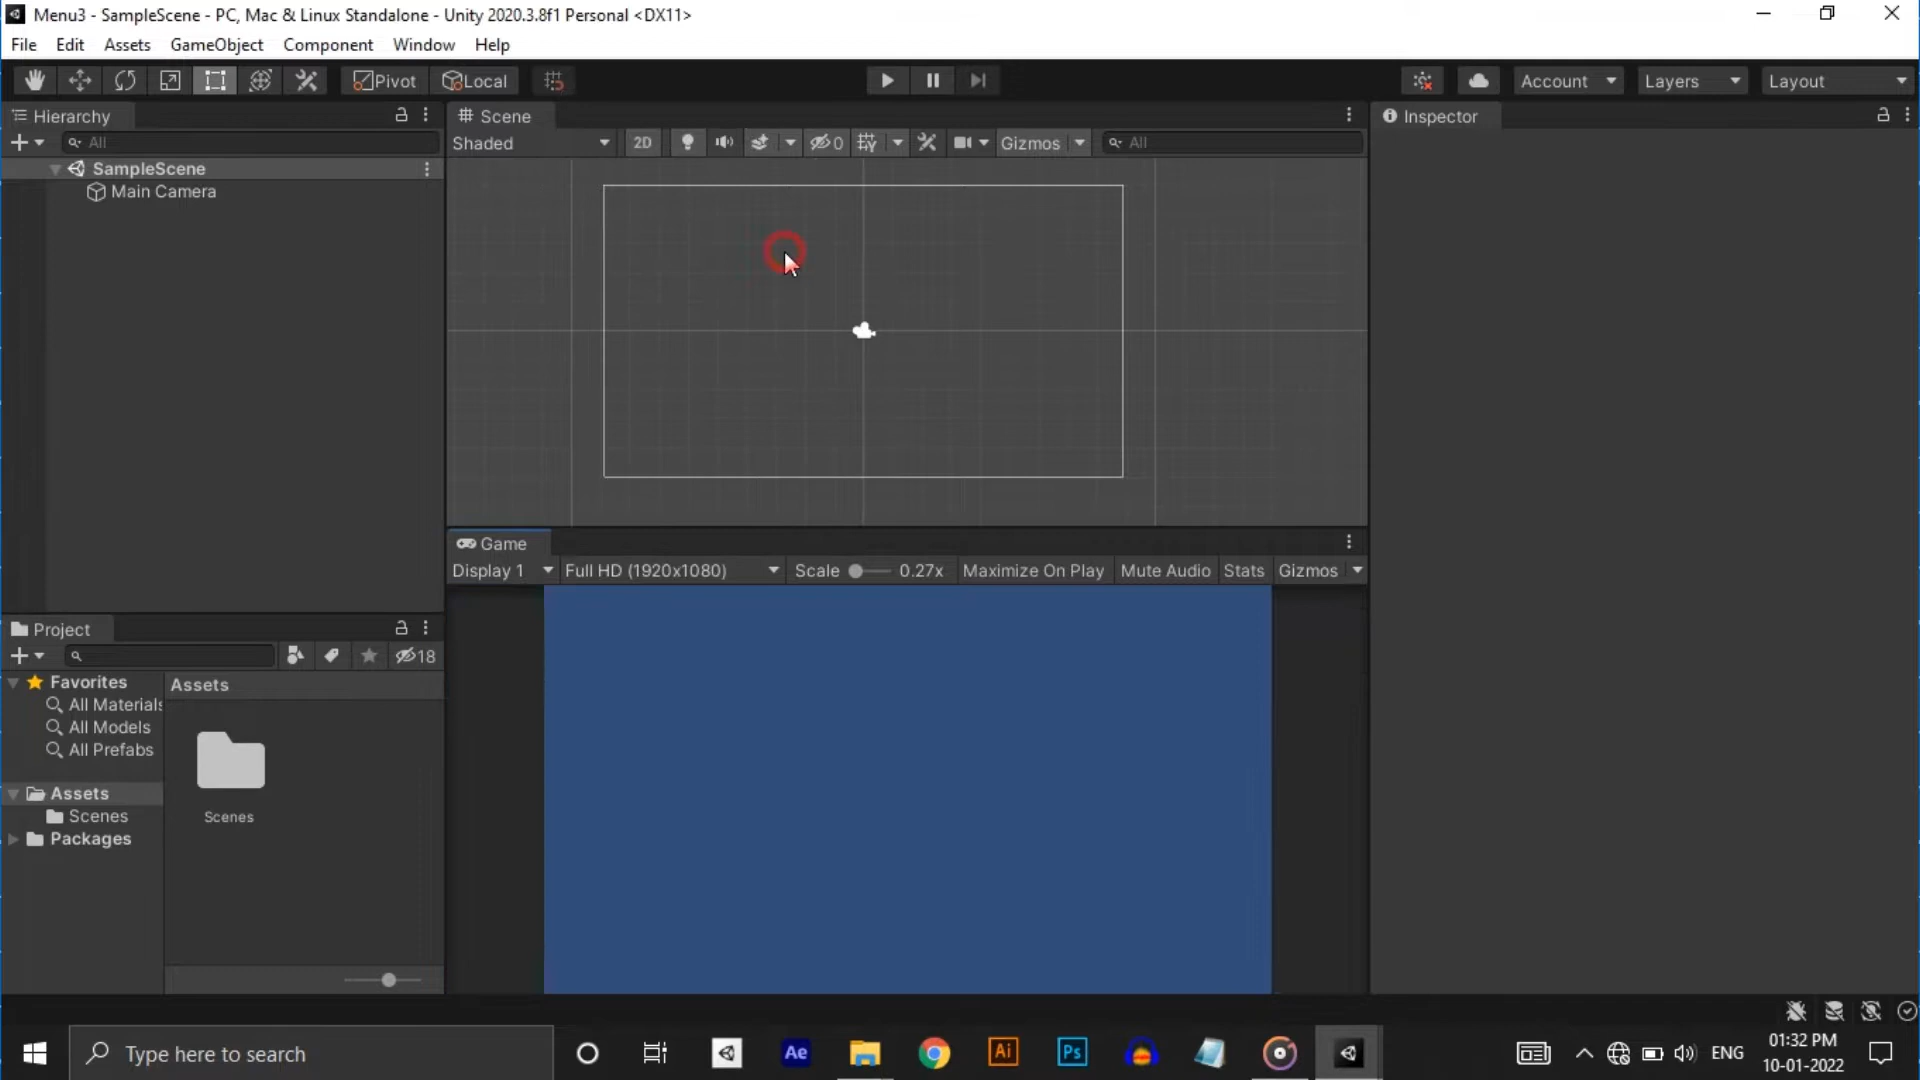 Menu3 - SampleScene - PC, Mac & Linux Standalone - Unity 2020.3.8f1 Personal <DX11>
File Edit Assets GameObject Component Window Help
Pivot Local Account Layers Layout
Hierarchy
All
SampleScene
Main Camera
Scene
Shaded 2D 0 Gizmos All
Inspector
Game
Display 1 Full HD (1920x1080) Scale 0.27x Maximize On Play Mute Audio Stats Gizmos
Project
18
Favorites
All Materials
All Models
All Prefabs
Assets
Scenes
Packages
Assets
Scenes
Type here to search
Ae
Ai
Ps
ENG
01:32 PM
10-01-2022